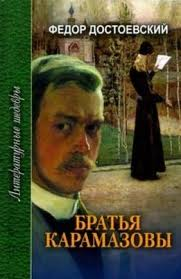 ФЕДОР ДОСТОЕВСКИЙ
Литературные шедевры
БРАТЬЯ
КАРАМАЗОВЫ